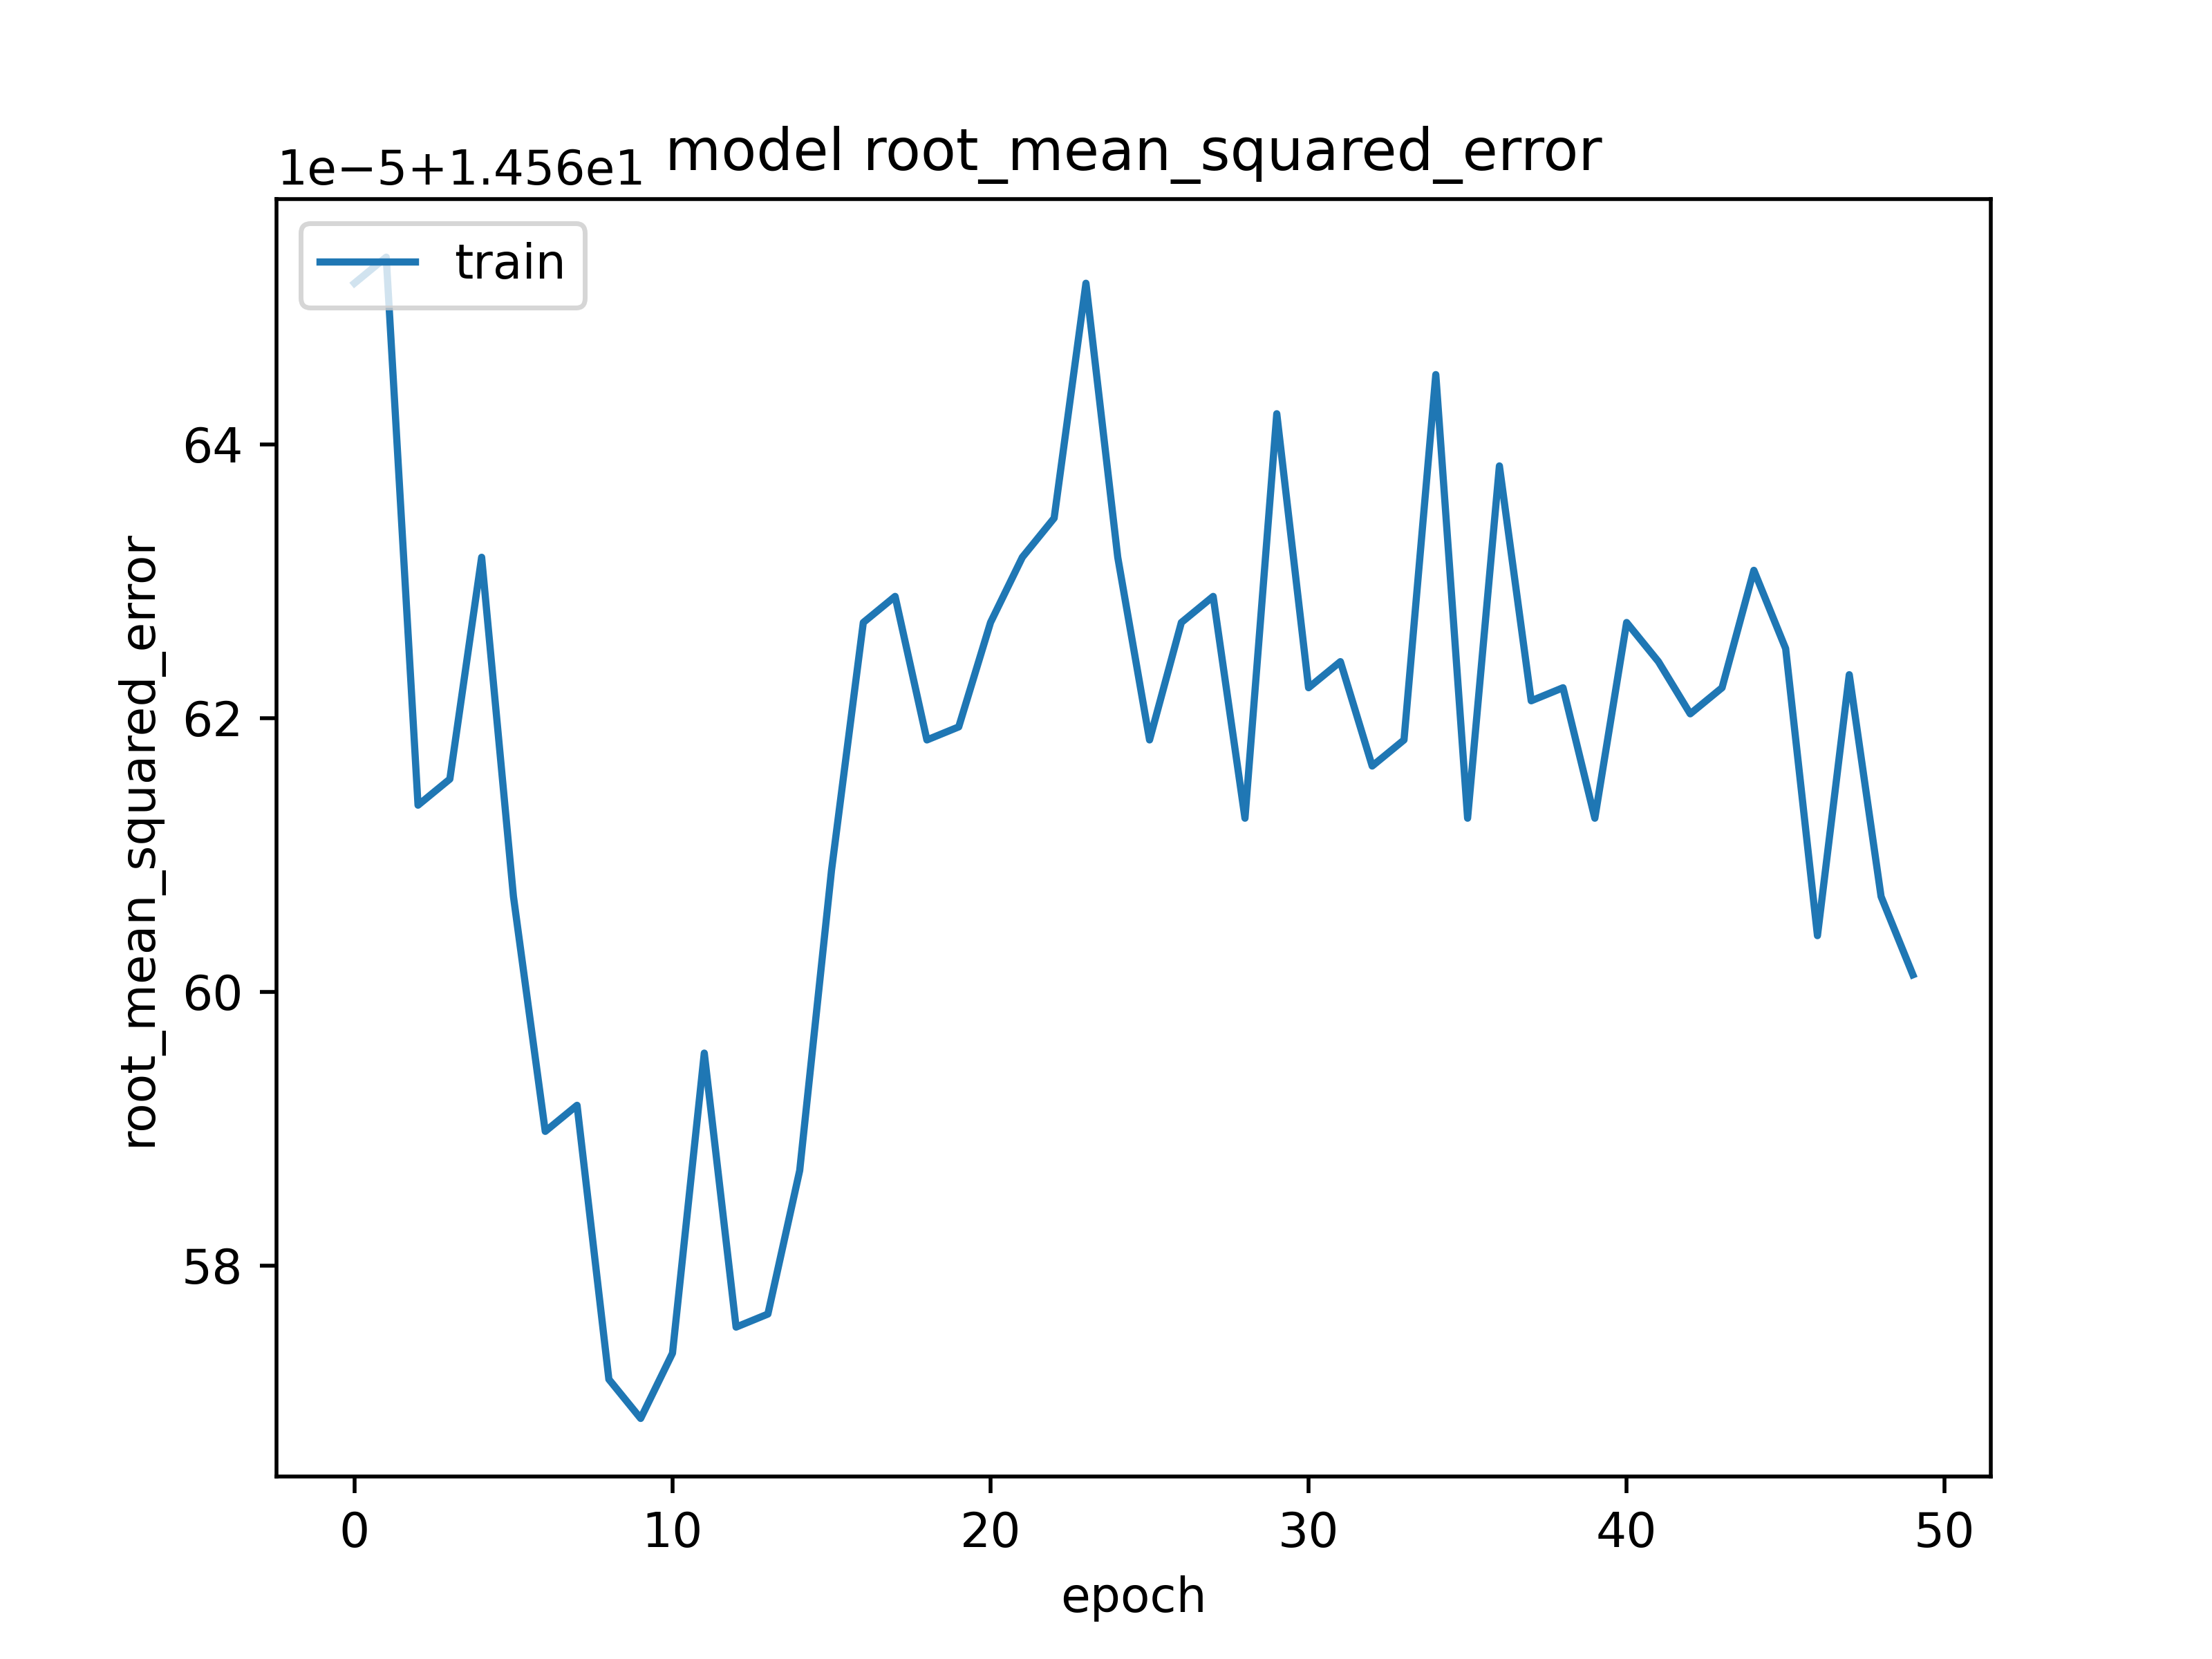 1e−5+1.456e1
model root_mean_squared_error
train
root_mean_squared_error
64
62
60
58
0 10 20 30 40 50
epoch